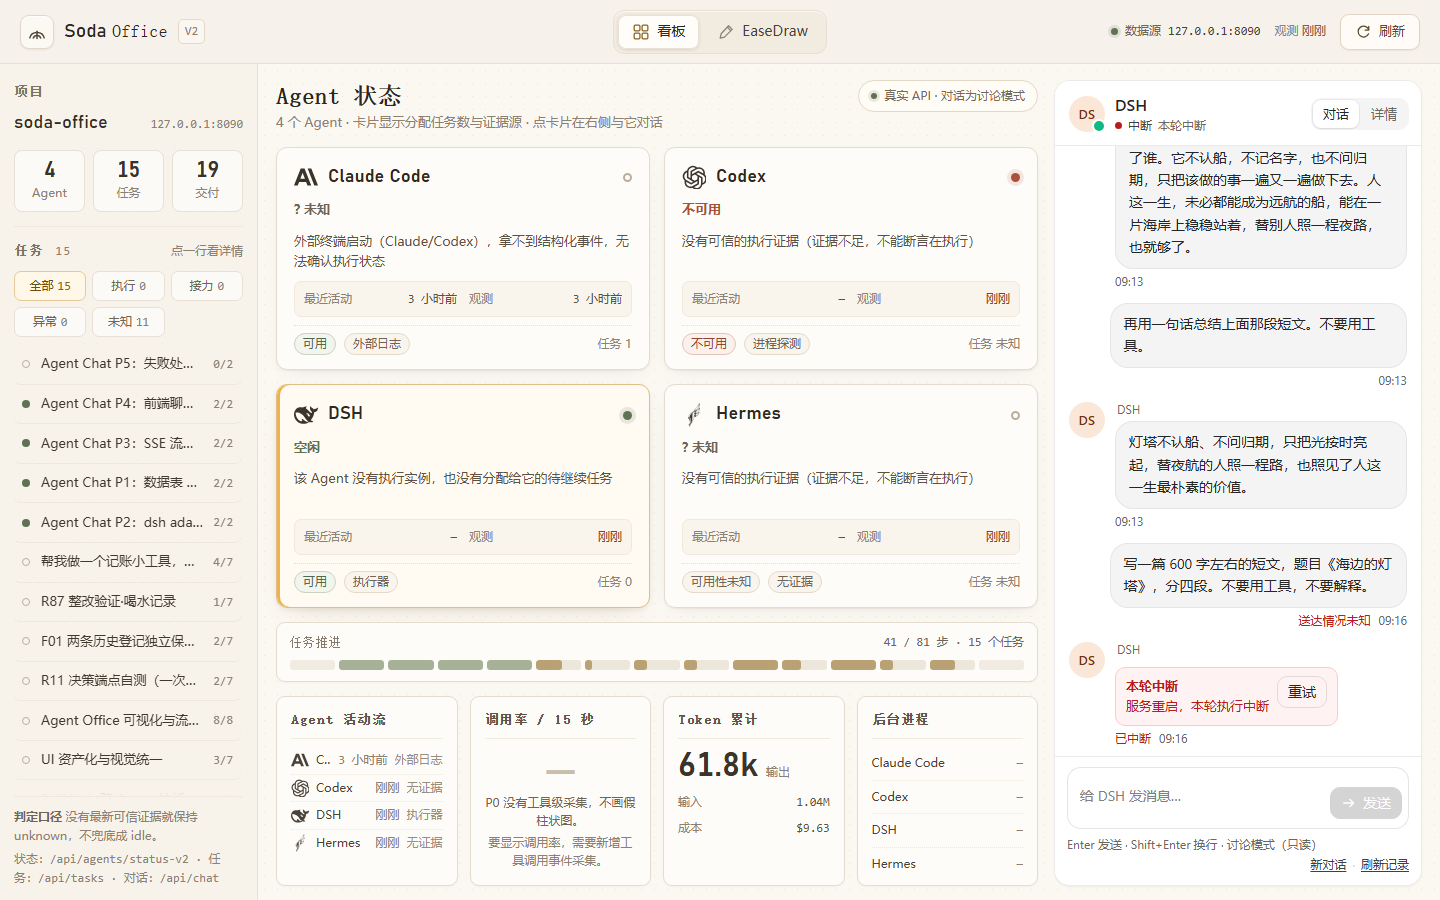 Soda Office V2
看板
EaseDraw
数据源 127.0.0.1:8090 观测 刚刚
刷新
项目
soda-office 127.0.0.1:8090
4 Agent
15 任务
19 交付
任务 15 点一行看详情
全部 15
执行 0
接力 0
异常 0
未知 11
Agent Chat P5：失败处... 0/2
Agent Chat P4：前端聊... 2/2
Agent Chat P3：SSE 流... 2/2
Agent Chat P1：数据表 ... 2/2
Agent Chat P2：dsh ada... 2/2
帮我做一个记账小工具，... 4/7
R87 整改验证·喝水记录 1/7
F01 两条历史登记独立保... 2/7
R11 决策端点自测（一次... 2/7
Agent Office 可视化与流... 8/8
UI 资产化与视觉统一 3/7
判定口径 没有最新可信证据就保持
unknown，不兜底成 idle。
状态：/api/agents/status-v2 · 任
务：/api/tasks · 对话：/api/chat
Agent 状态
4 个 Agent · 卡片显示分配任务数与证据源 · 点卡片在右侧与它对话
真实 API · 对话为讨论模式
Claude Code
? 未知
外部终端启动（Claude/Codex），拿不到结构化事件，无
法确认执行状态
最近活动 3 小时前 观测 3 小时前
可用 外部日志 任务 1
Codex
不可用
没有可信的执行证据（证据不足，不能断言在执行）
最近活动 – 观测 刚刚
不可用 进程探测 任务 未知
DSH
空闲
该 Agent 没有执行实例，也没有分配给它的待继续任务
最近活动 – 观测 刚刚
可用 执行器 任务 0
Hermes
? 未知
没有可信的执行证据（证据不足，不能断言在执行）
最近活动 – 观测 刚刚
可用性未知 无证据 任务 未知
任务推进 41 / 81 步 · 15 个任务
Agent 活动流
C.. 3 小时前 外部日志
Codex 刚刚 无证据
DSH 刚刚 执行器
Hermes 刚刚 无证据
调用率 / 15 秒
—
P0 没有工具级采集，不画假
柱状图。
要显示调用率，需要新增工
具调用事件采集。
Token 累计
61.8k 输出
输入 1.04M
成本 $9.63
后台进程
Claude Code –
Codex –
DSH –
Hermes –
DS DSH
中断 本轮中断
对话 详情
了谁。它不认船，不记名字，也不问归
期，只把该做的事一遍又一遍做下去。人
这一生，未必都能成为远航的船，能在一
片海岸上稳稳站着，替别人照一程夜路，
也就够了。
09:13
再用一句话总结上面那段短文。不要用工
具。
09:13
DS DSH
灯塔不认船、不问归期，只把光按时亮
起，替夜航的人照一程路，也照见了人这
一生最朴素的价值。
09:13
写一篇 600 字左右的短文，题目《海边的灯
塔》，分四段。不要用工具，不要解释。
送达情况未知 09:16
DS DSH
本轮中断
服务重启，本轮执行中断
重试
已中断 09:16
给 DSH 发消息...
→ 发送
Enter 发送 · Shift+Enter 换行 · 讨论模式（只读）
新对话 · 刷新记录